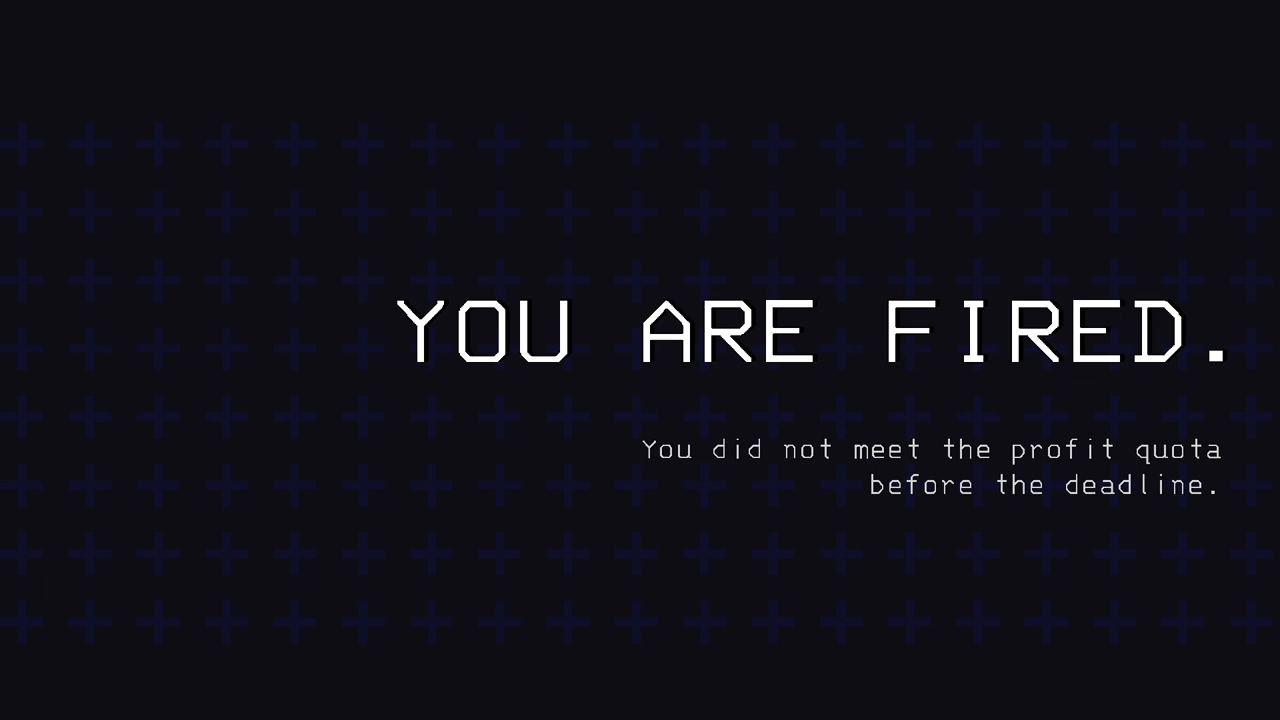 YOU ARE FIRED.
You did not meet the profit quota
before the deadline.